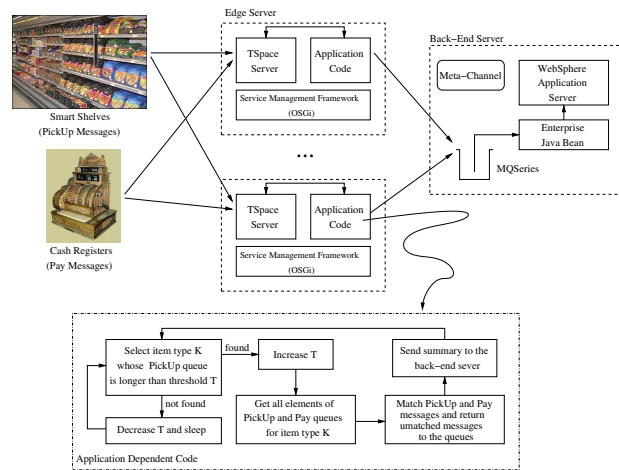 Edge Server
TSpace
Server
Application
Code
Service Management Framework
(OSGi)
Smart Shelves
(PickUp Messages)
Back−End Server
Meta−Channel
WebSphere
Application
Server
Enterprise
Java Bean
MQSeries
...
Cash Registers
(Pay Messages)
TSpace
Server
Application
Code
Service Management Framework
(OSGi)
Select item type K
whose PickUp queue
is longer than threshold T
found
Increase T
Send summary to the
back−end sever
not found
Decrease T and sleep
Get all elements of
PickUp and Pay queues
for item type K
Match PickUp and Pay
messages and return
umatched messages
to the queues
Application Dependent Code